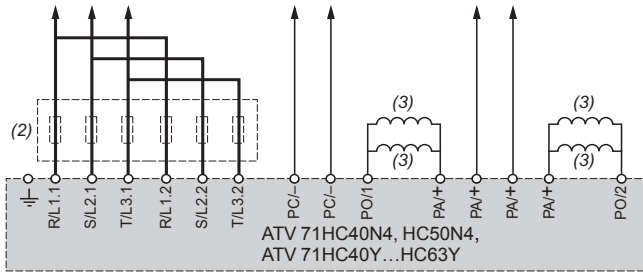 (3) (3)
(2) (3) (3)
R/L1.1 S/L2.1 T/L3.1 R/L1.2 S/L2.2 T/L3.2 PC/– PC/– PO/1 PA/+ PA/+ PA/+ PA/+ PO/2
ATV 71HC40N4, HC50N4,
ATV 71HC40Y…HC63Y